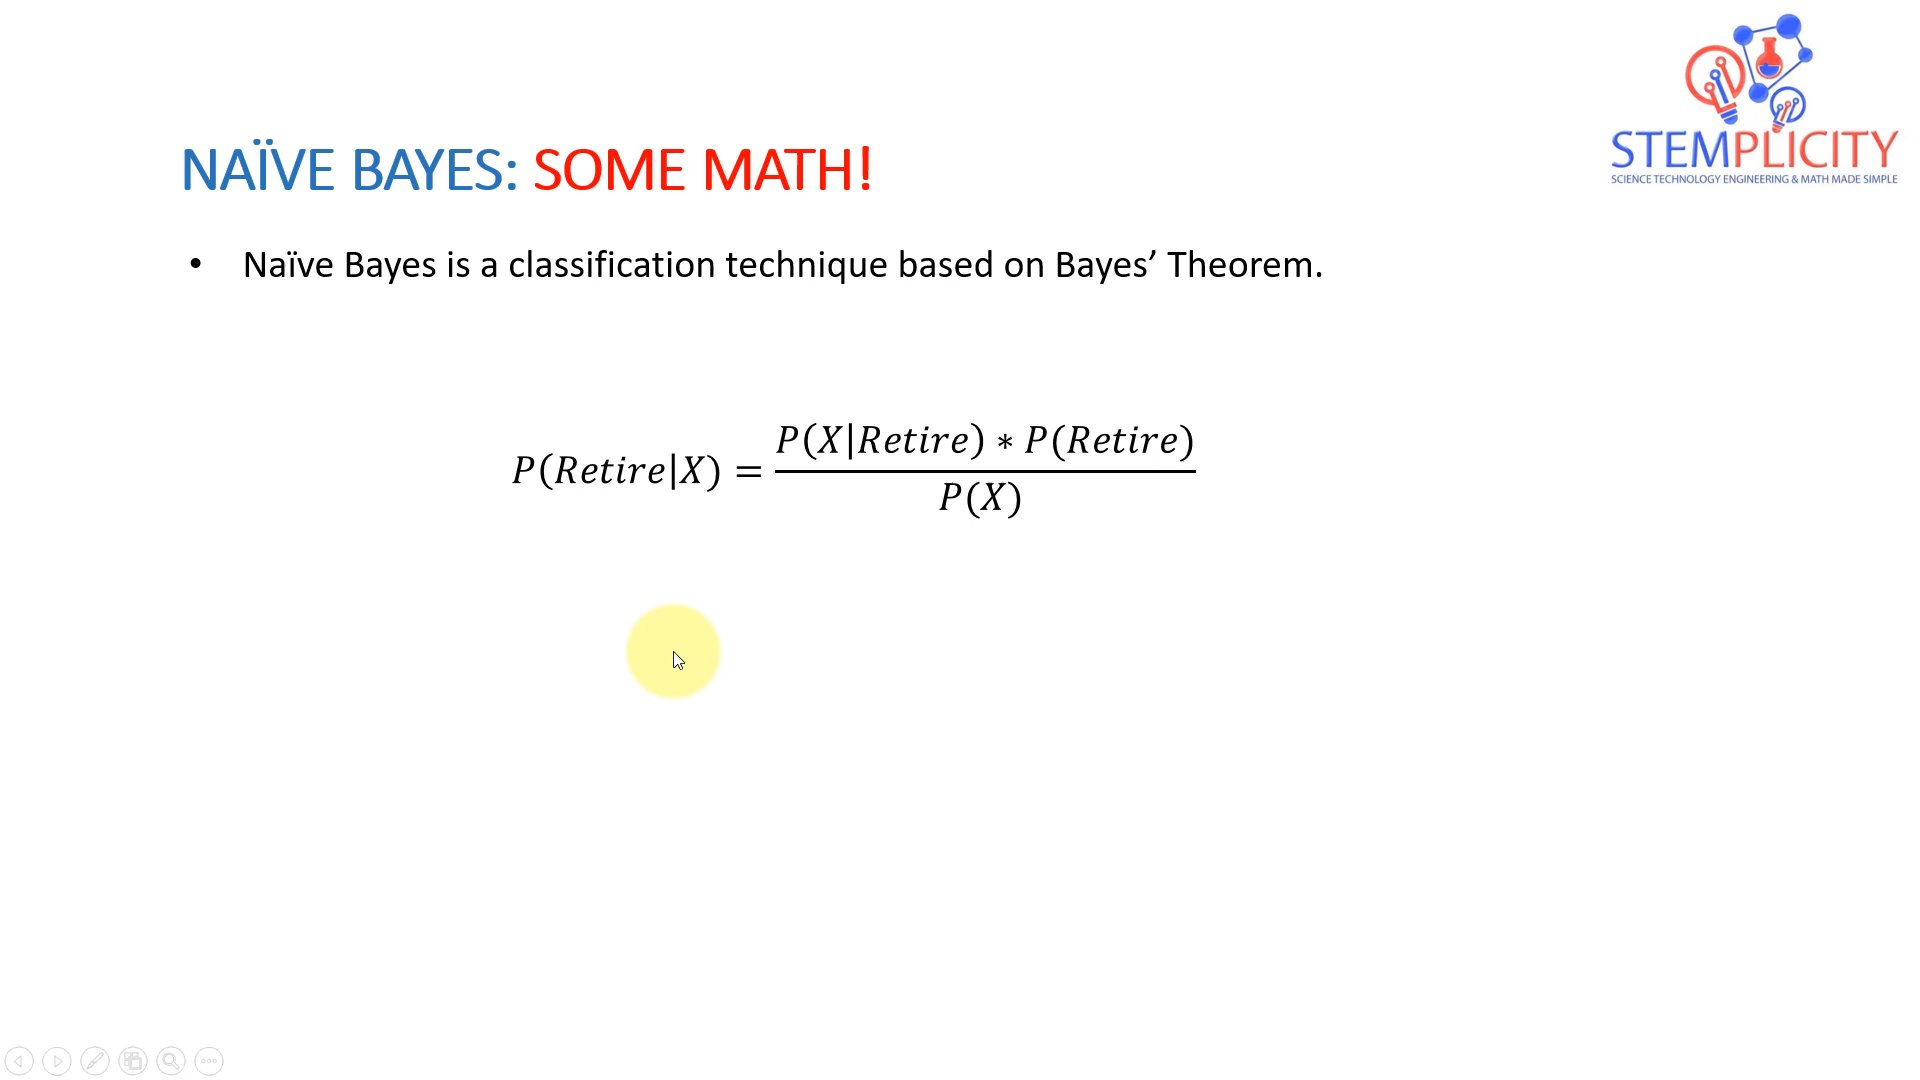 STEMPLICITY
SCIENCE TECHNOLOGY ENGINEERING & MATH MADE SIMPLE
NAÏVE BAYES: SOME MATH!
• Naïve Bayes is a classification technique based on Bayes’ Theorem.
P(Retire|X) = P(X|Retire) ∗ P(Retire) / P(X)